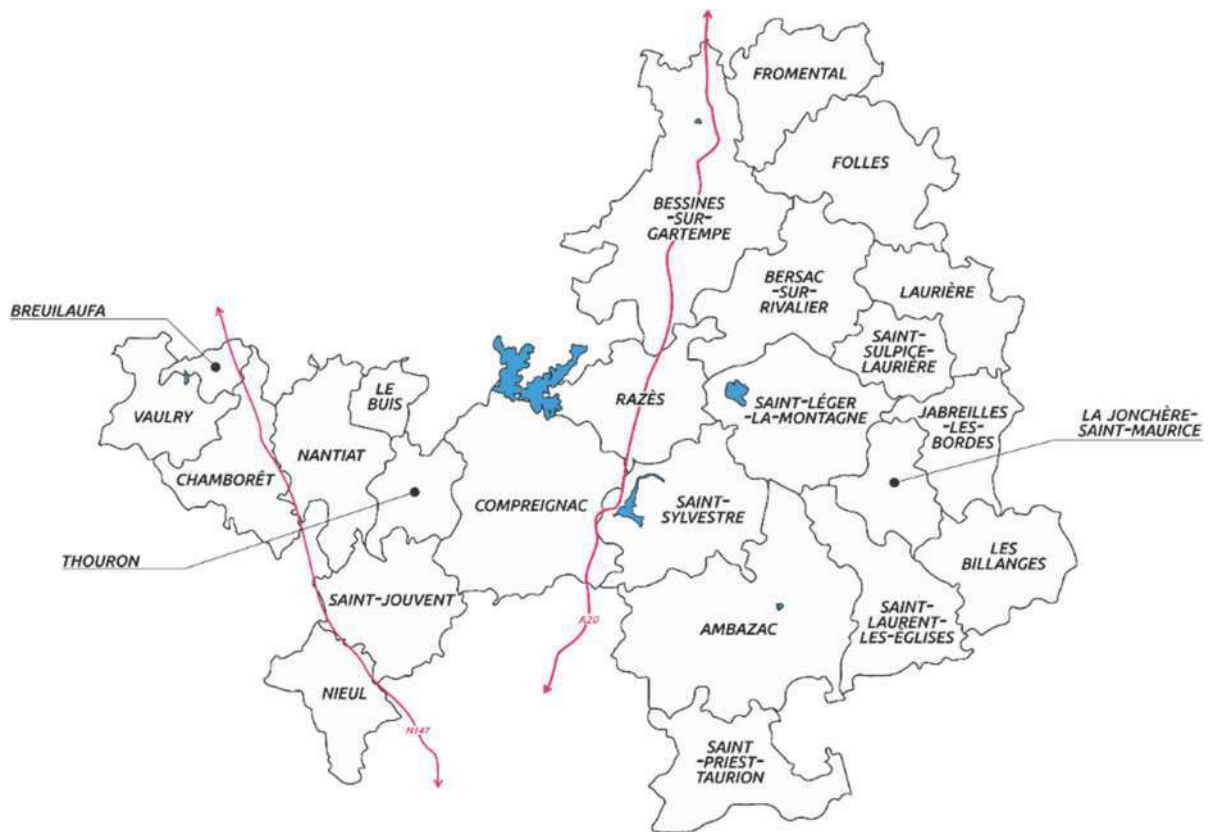 FROMENTAL
FOLLES
BESSINES
-SUR-
GARTEMPE
BERSAC
-SUR-
RIVALIER
LAURIÈRE
BREUILAUFA
SAINT-
SULPICE-
LAURIÈRE
LE
BUIS
RAZÈS
SAINT-LÉGER
-LA-MONTAGNE
JABREILLES
-LES-
BORDES
LA JONCHÈRE-
SAINT-MAURICE
VAULRY
NANTIAT
CHAMBORÊT
COMPREIGNAC
SAINT-
SYLVESTRE
THOURON
LES
BILLANGES
SAINT-JOUVENT
A20
AMBAZAC
SAINT-
LAURENT-
LES-ÉGLISES
NIEUL
N147
SAINT
-PRIEST-
TAURION